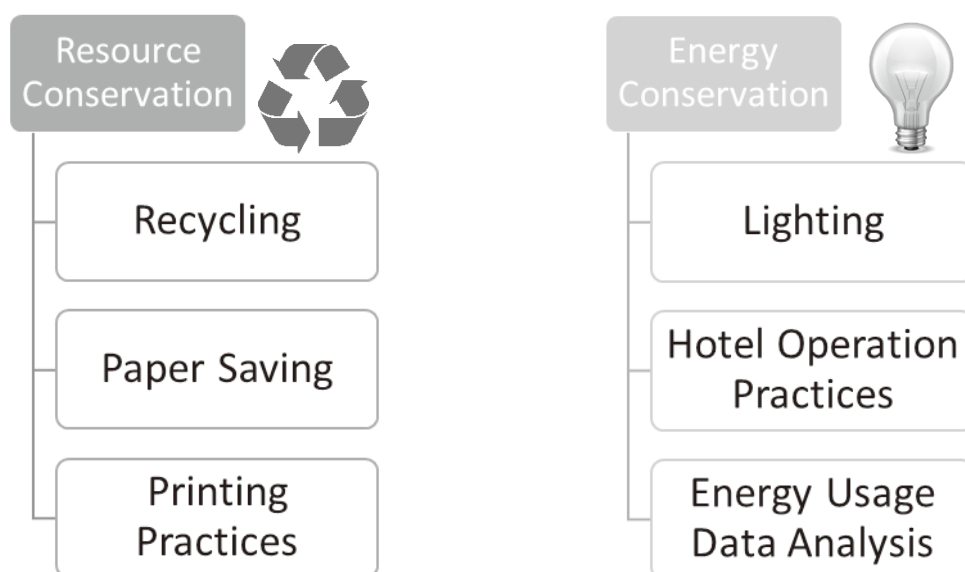 Resource
Conservation
Recycling
Paper Saving
Printing
Practices
Energy
Conservation
Lighting
Hotel Operation
Practices
Energy Usage
Data Analysis